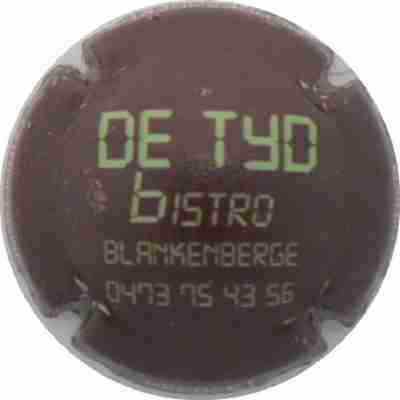 DE TYD
BISTRO
BLANKENBERGE
0473 75 43 56